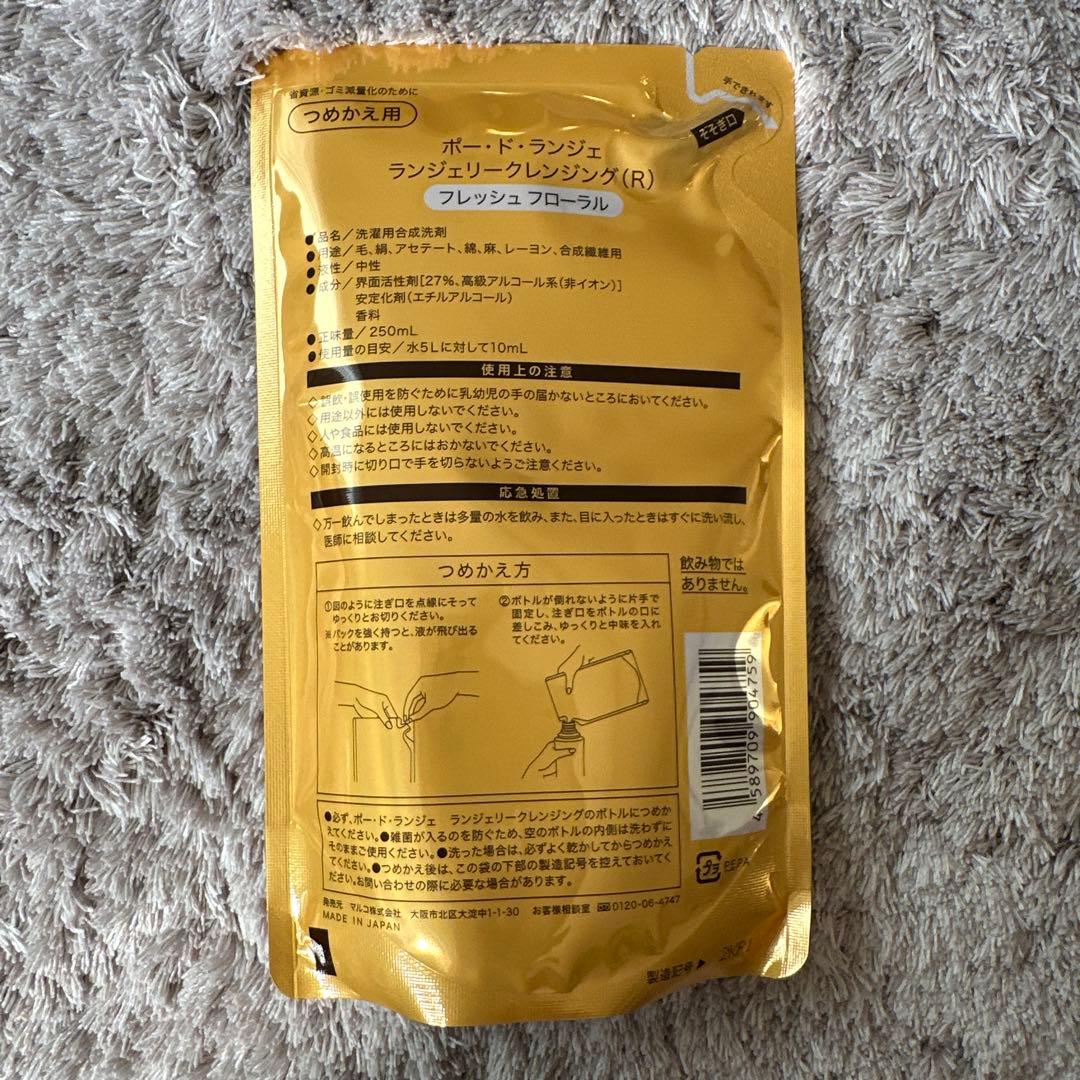 省資源・ゴミ減量化のために
つめかえ用
手できれます
そそぎ口
ポー・ド・ランジェ
ランジェリークレンジング(R)
フレッシュ フローラル
●品名/洗濯用合成洗剤
●用途/毛、絹、アセテート、綿、麻、レーヨン、合成繊維用
●液性/中性
●成分/界面活性剤[27%、高級アルコール系(非イオン)]
安定化剤(エチルアルコール)
香料
●正味量/250mL
●使用量の目安/水5Lに対して10mL
使用上の注意
◇誤飲・誤使用を防ぐために乳幼児の手の届かないところにおいてください。
◇用途以外には使用しないでください。
◇人や食品には使用しないでください。
◇高温になるところにはおかないでください。
◇開封時に切り口で手を切らないようご注意ください。
応急処置
◇万一飲んでしまったときは多量の水を飲み、また、目に入ったときはすぐに洗い流し、
医師に相談してください。
つめかえ方
①図のように注ぎ口を点線にそって
ゆっくりとお切りください。
※パックを強く持つと、液が飛び出る
ことがあります。
②ボトルが倒れないように片手で
固定し、注ぎ口をボトルの口に
差しこみ、ゆっくりと中味を入れ
てください。
飲み物では
ありません。
4 589709 904759
●必ず、ポー・ド・ランジェ ランジェリークレンジングのボトルにつめか
えてください。●雑菌が入るのを防ぐため、空のボトルの内側は洗わずに
そのままご使用ください。●洗った場合は、必ずよく乾かしてからつめかえ
てください。●つめかえ後は、この袋の下部の製造記号を控えておいてく
ださい。お問い合わせの際に必要な場合があります。
プラ
PE,PA
発売元 マルコ株式会社 大阪市北区大淀中1-1-30 お客様相談室 0120-06-4747
MADE IN JAPAN
製造記号▶